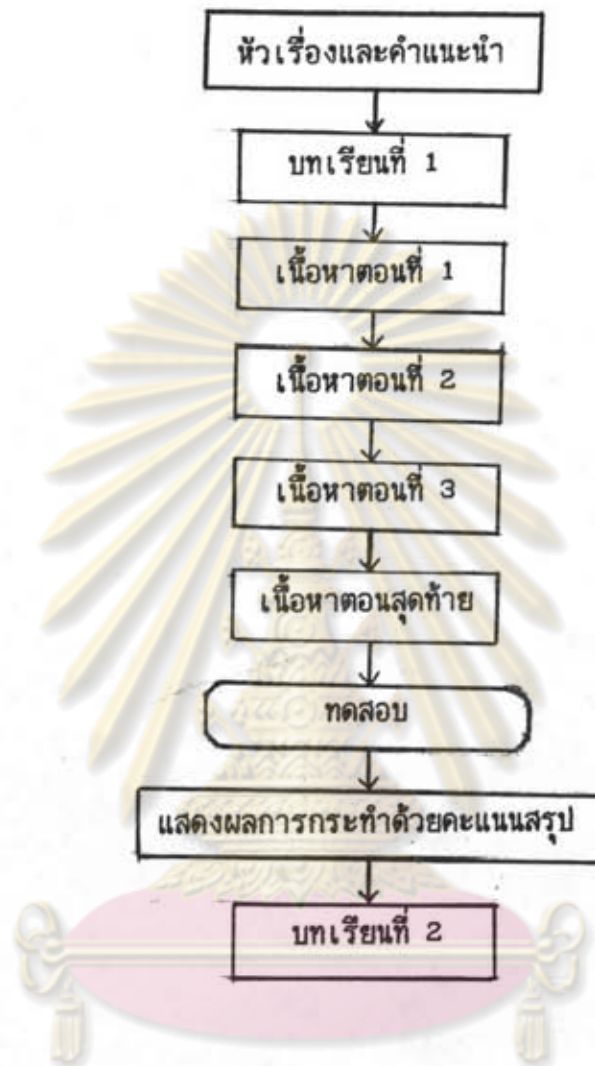 หัวเรื่องและคำแนะนำ
บทเรียนที่ 1
เนื้อหาตอนที่ 1
เนื้อหาตอนที่ 2
เนื้อหาตอนที่ 3
เนื้อหาตอนสุดท้าย
ทดสอบ
แสดงผลการกระทำด้วยคะแนนสรุป
บทเรียนที่ 2